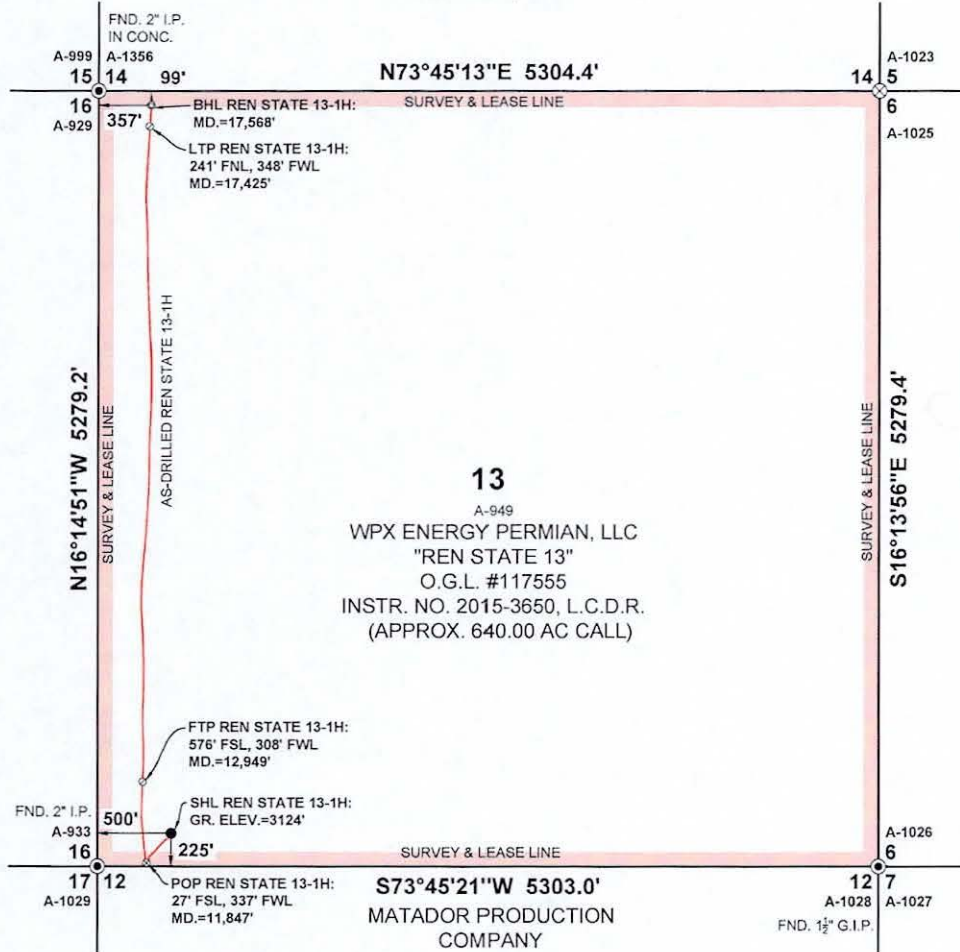 FND. 2" I.P.
IN CONC.
A-999 A-1356
15 14 99'
N73°45'13"E 5304.4'
A-1023
14 5
16
A-929
357'
BHL REN STATE 13-1H:
MD.=17,568'
SURVEY & LEASE LINE
6
A-1025
LTP REN STATE 13-1H:
241' FNL, 348' FWL
MD.=17,425'
N16°14'51"W 5279.2'
SURVEY & LEASE LINE
AS-DRILLED REN STATE 13-1H
13
A-949
WPX ENERGY PERMIAN, LLC
"REN STATE 13"
O.G.L. #117555
INSTR. NO. 2015-3650, L.C.D.R.
(APPROX. 640.00 AC CALL)
SURVEY & LEASE LINE
S16°13'56"E 5279.4'
FTP REN STATE 13-1H:
576' FSL, 308' FWL
MD.=12,949'
FND. 2" I.P.
A-933
16
500'
SHL REN STATE 13-1H:
GR. ELEV.=3124'
225'
SURVEY & LEASE LINE
A-1026
6
17 12
A-1029
POP REN STATE 13-1H:
27' FSL, 337' FWL
MD.=11,847'
S73°45'21"W 5303.0'
MATADOR PRODUCTION
COMPANY
12 7
A-1028 A-1027
FND. 1½" G.I.P.